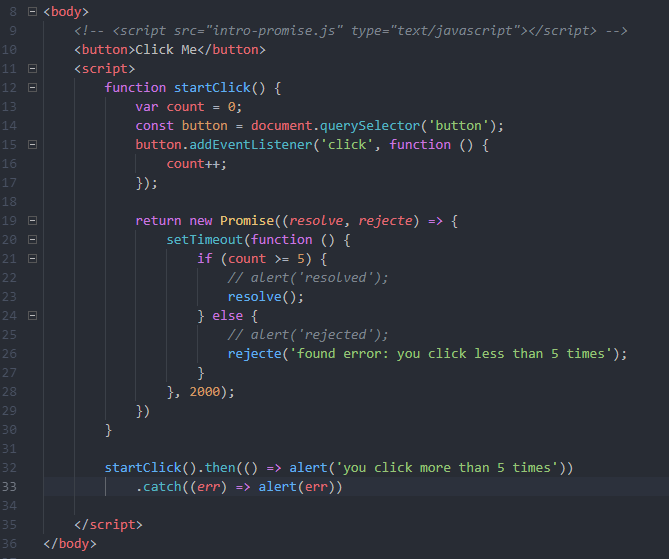 8 <body>
9 <!-- <script src="intro-promise.js" type="text/javascript"></script> -->
10 <button>Click Me</button>
11 <script>
12 function startClick() {
13 var count = 0;
14 const button = document.querySelector('button');
15 button.addEventListener('click', function () {
16 count++;
17 });
18
19 return new Promise((resolve, rejecte) => {
20 setTimeout(function () {
21 if (count >= 5) {
22 // alert('resolved');
23 resolve();
24 } else {
25 // alert('rejected');
26 rejecte('found error: you click less than 5 times');
27 }
28 }, 2000);
29 })
30 }
31
32 startClick().then(() => alert('you click more than 5 times'))
33 .catch((err) => alert(err))
34
35 </script>
36 </body>